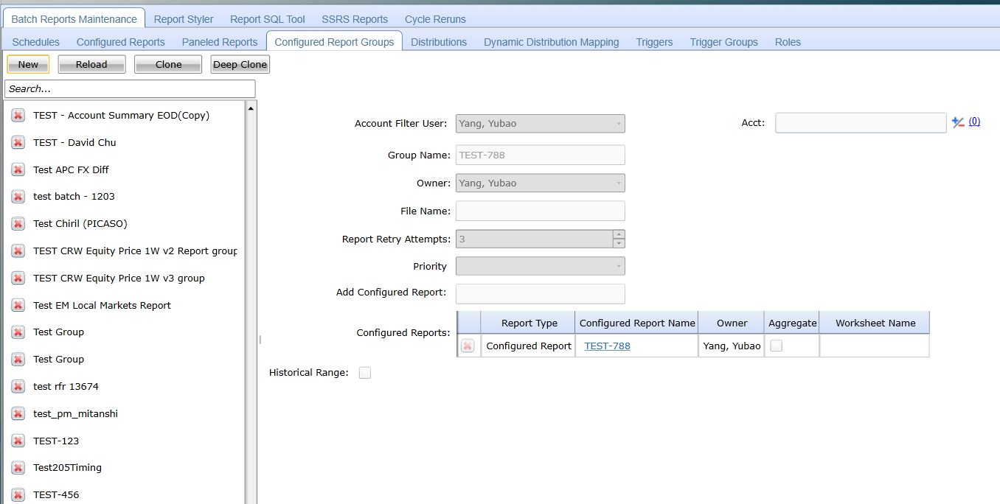 Batch Reports Maintenance Report Styler Report SQL Tool SSRS Reports Cycle Reruns
Schedules Configured Reports Paneled Reports Configured Report Groups Distributions Dynamic Distribution Mapping Triggers Trigger Groups Roles
New Reload Clone Deep Clone
Search...
TEST - Account Summary EOD(Copy)
TEST - David Chu
Test APC FX Diff
test batch - 1203
Test Chiril (PICASO)
TEST CRW Equity Price 1W v2 Report group
TEST CRW Equity Price 1W v3 group
Test EM Local Markets Report
Test Group
Test Group
test rfr 13674
test_pm_mitanshi
TEST-123
Test205Timing
TEST-456
Account Filter User: Yang, Yubao Acct: (0)
Group Name: TEST-788
Owner: Yang, Yubao
File Name:
Report Retry Attempts: 3
Priority
Add Configured Report:
Configured Reports:
Report Type Configured Report Name Owner Aggregate Worksheet Name
Configured Report TEST-788 Yang, Yubao
Historical Range: